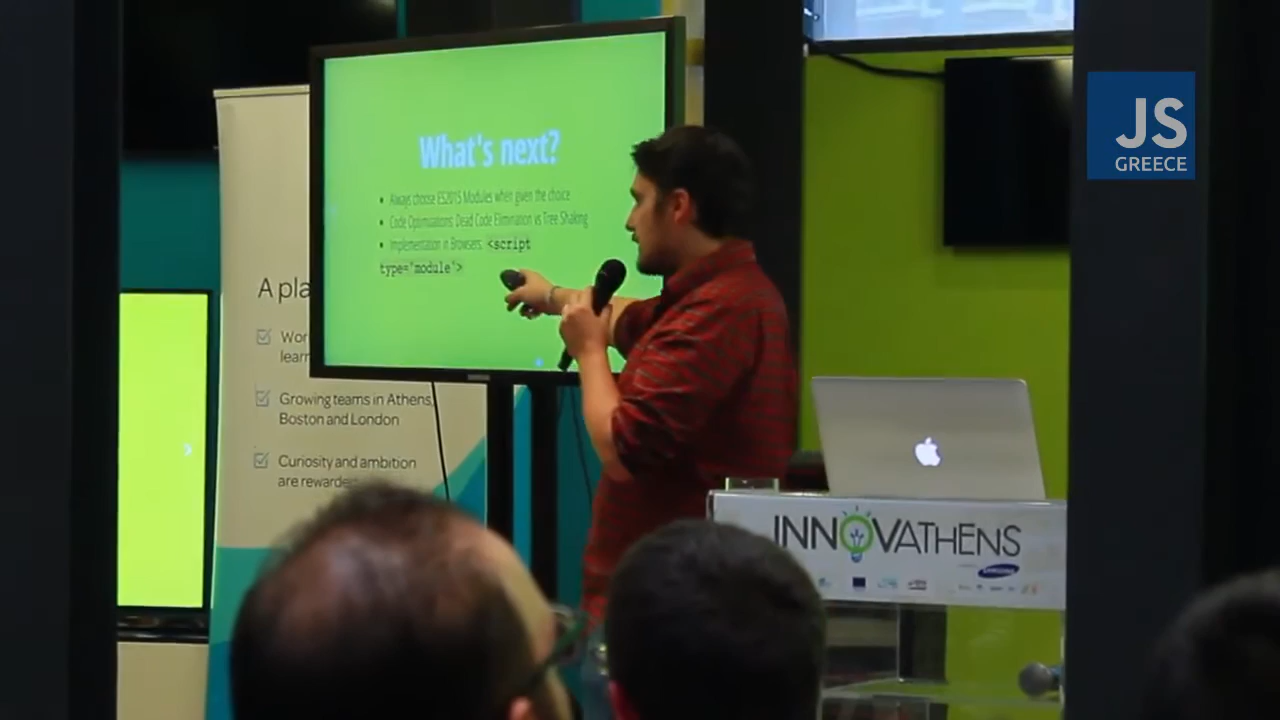 What's next?
Always choose ES2015 Modules when given the choice
Code Optimisations: Dead Code Elimination vs Tree Shaking
Implementation in Browsers: <script
type='module'>
JS
GREECE
A pla
Wor
learn
Growing teams in Athens,
Boston and London
Curiosity and ambition
are rewarded
INNOVATHENS
SAMSUNG